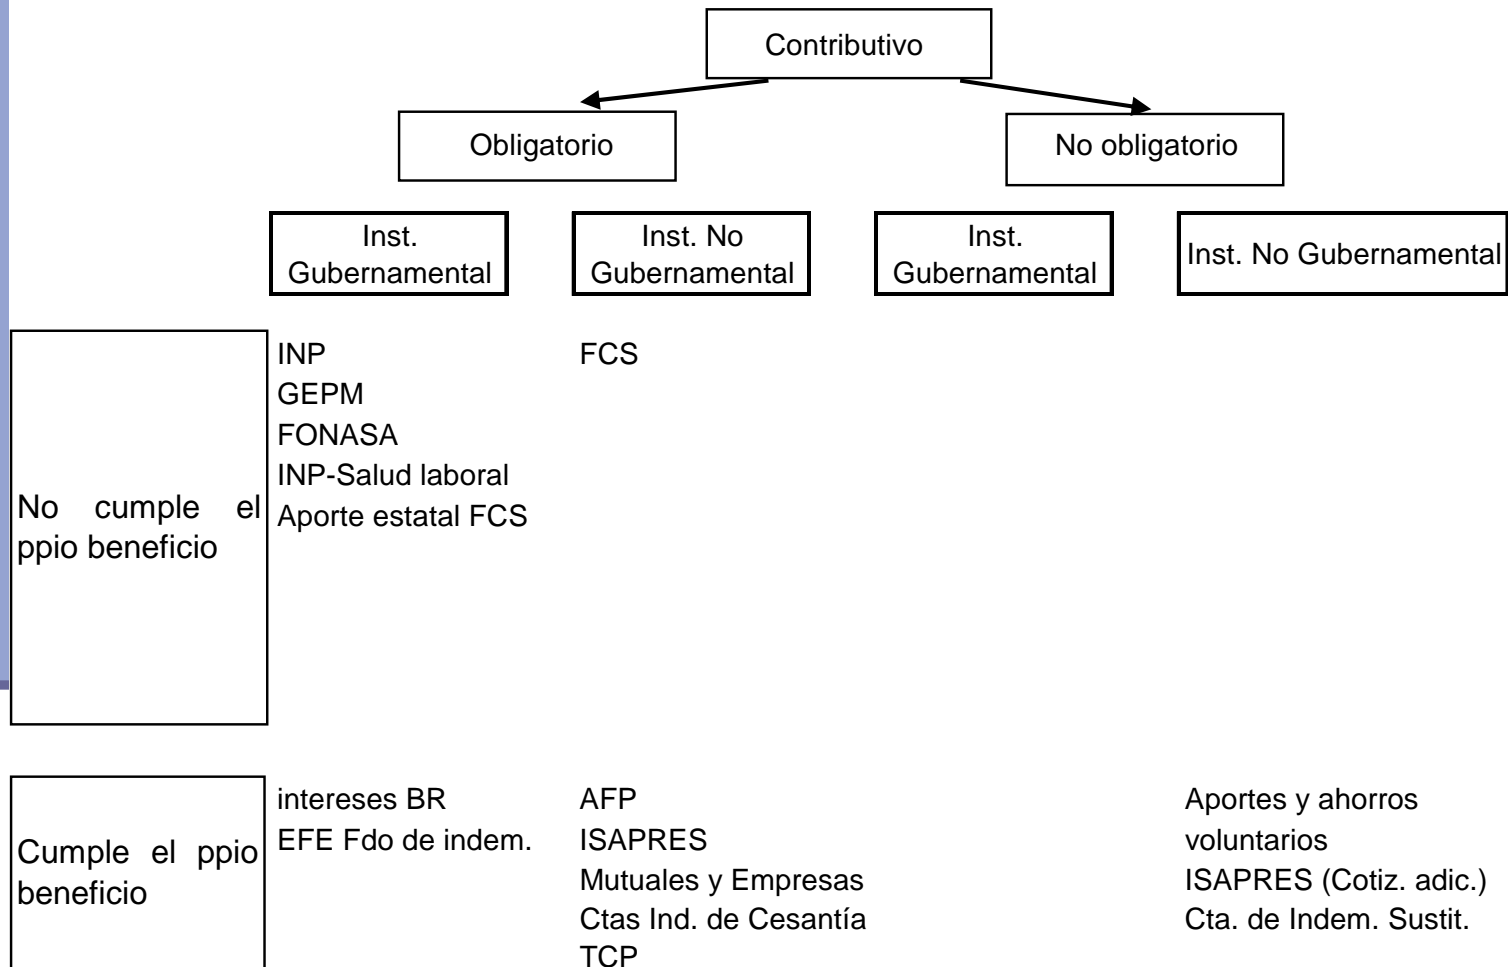 Contributivo
Obligatorio
No obligatorio
Inst.
Gubernamental
Inst. No
Gubernamental
Inst.
Gubernamental
Inst. No Gubernamental
No cumple el
ppio beneficio
INP
GEPM
FONASA
INP-Salud laboral
Aporte estatal FCS
FCS
Cumple el ppio
beneficio
intereses BR
EFE Fdo de indem.
AFP
ISAPRES
Mutuales y Empresas
Ctas Ind. de Cesantía
TCP
Aportes y ahorros
voluntarios
ISAPRES (Cotiz. adic.)
Cta. de Indem. Sustit.